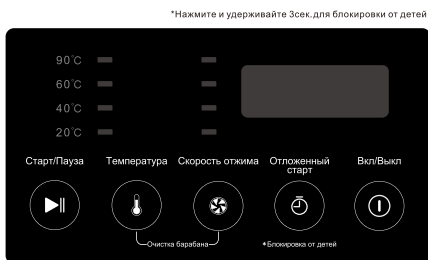 *Нажмите и удерживайте 3сек.для блокировки от детей
90°C
60°C
40°C
20°C
Старт/Пауза Температура Скорость отжима Отложенный старт Вкл/Выкл
Очистка барабана
*Блокировка от детей